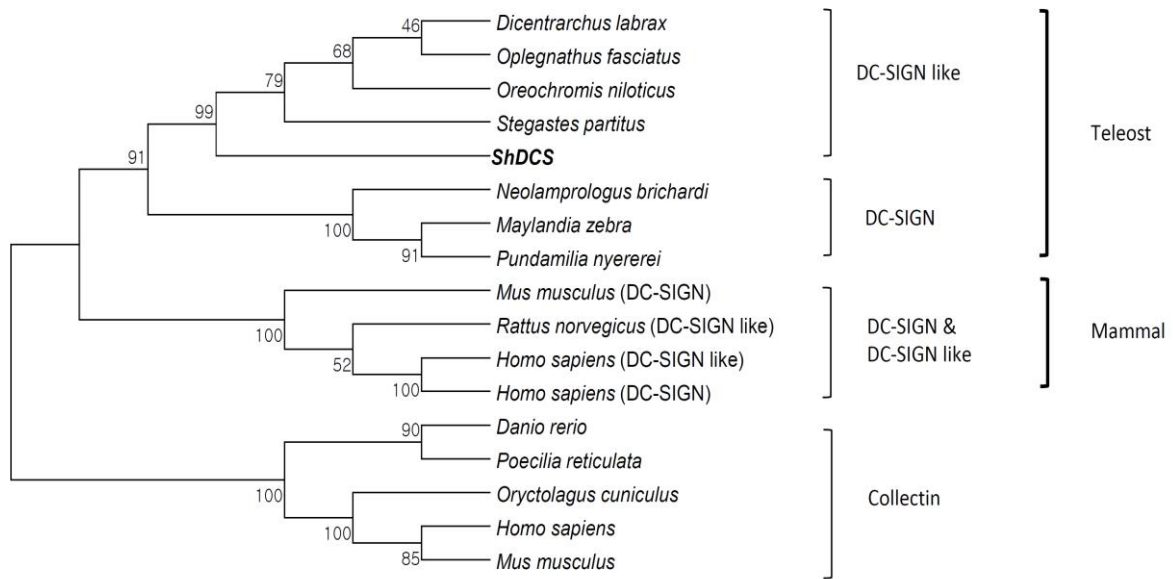 46
Dicentrarchus labrax
68
Oplegnathus fasciatus
79
Oreochromis niloticus
99
Stegastes partitus
91
ShDCS
DC-SIGN like
Neolamprologus brichardi
100
Maylandia zebra
91
Pundamilia nyererei
DC-SIGN
Teleost
Mus musculus (DC-SIGN)
100
Rattus norvegicus (DC-SIGN like)
52
Homo sapiens (DC-SIGN like)
100
Homo sapiens (DC-SIGN)
DC-SIGN &
DC-SIGN like
Mammal
90
Danio rerio
Poecilia reticulata
100
Oryctolagus cuniculus
100
Homo sapiens
85
Mus musculus
Collectin